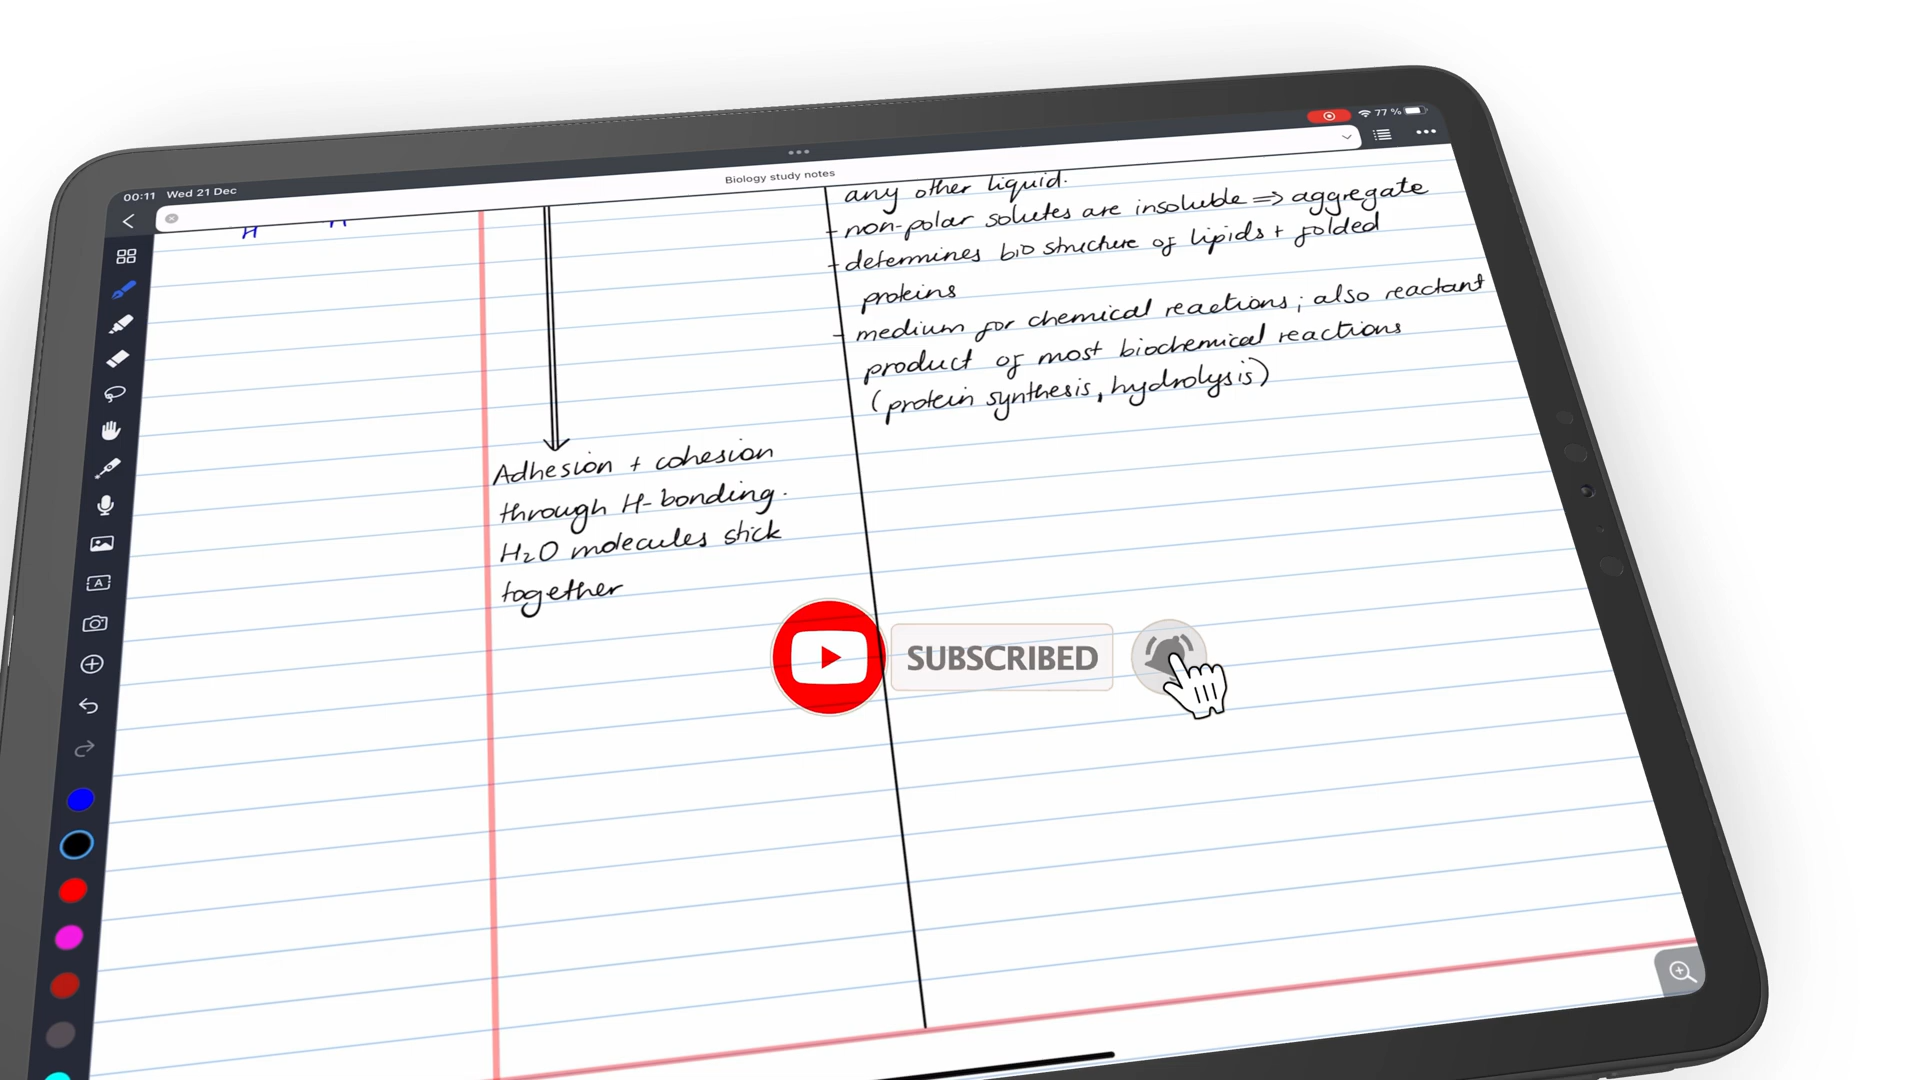 00:11 Wed 21 Dec
77 %
Biology study notes
H H
any other liquid.
- non-polar solutes are insoluble => aggregate
- determines bio structure of lipids + folded
proteins
- medium for chemical reactions; also reactant
product of most biochemical reactions
(protein synthesis, hydrolysis)
Adhesion + cohesion
through H-bonding.
H₂O molecules stick
together
SUBSCRIBED